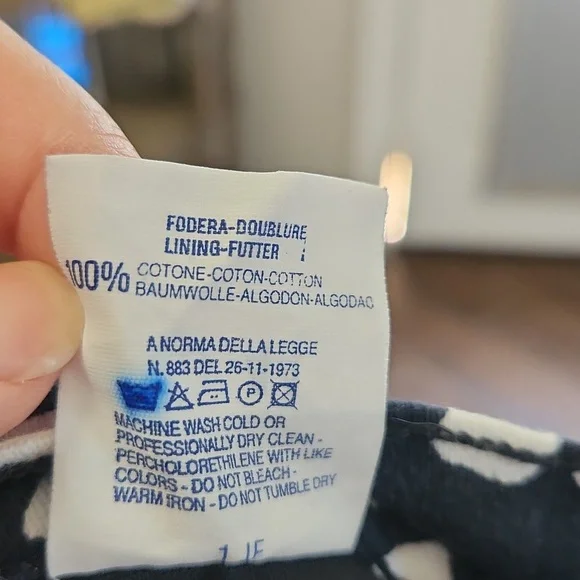 FODERA-DOUBLURE
LINING-FUTTER
100% COTONE-COTON-COTTON
BAUMWOLLE-ALGODON-ALGODAO
A NORMA DELLA LEGGE
N. 883 DEL 26-11-1973
P
MACHINE WASH COLD OR
PROFESSIONALLY DRY CLEAN -
PERCHLORETHILENE WITH LIKE
COLORS - DO NOT BLEACH -
WARM IRON - DO NOT TUMBLE DRY